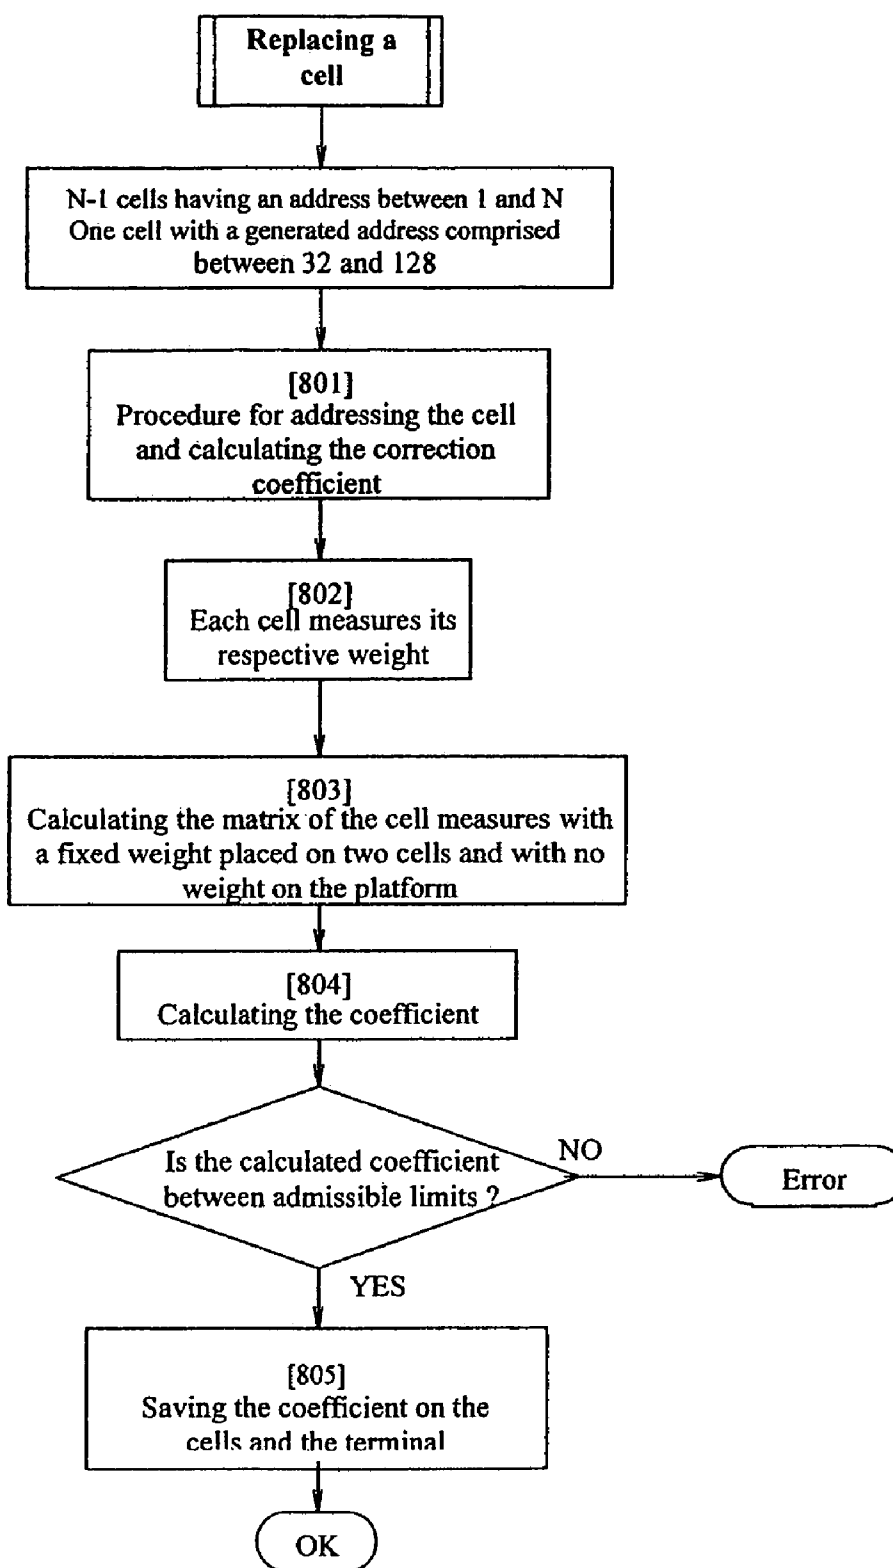 Replacing a
cell
N-1 cells having an address between 1 and N
One cell with a generated address comprised
between 32 and 128
[801]
Procedure for addressing the cell
and calculating the correction
coefficient
[802]
Each cell measures its
respective weight
[803]
Calculating the matrix of the cell measures with
a fixed weight placed on two cells and with no
weight on the platform
[804]
Calculating the coefficient
Is the calculated coefficient
between admissible limits ?
NO
Error
YES
[805]
Saving the coefficient on the
cells and the terminal
OK